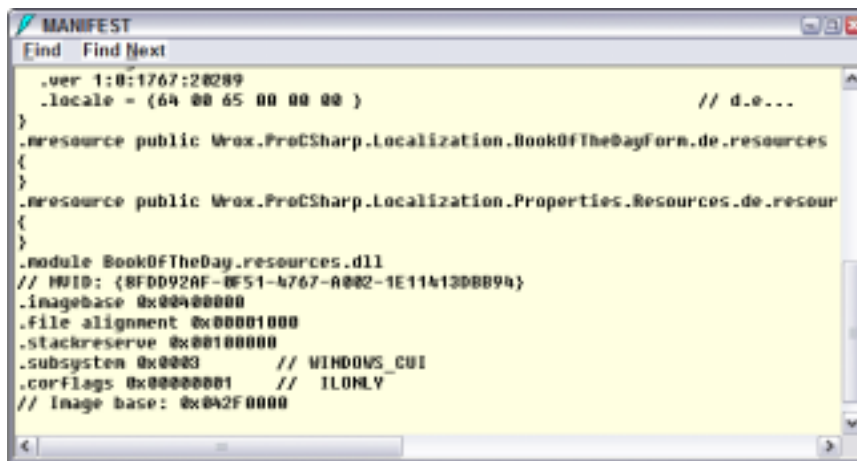 MANIFEST
Find Find Next
.ver 1:0:1767:20289
.locale = (64 00 65 00 00 00 ) // d.e...
}
.mresource public Wrox.ProCSharp.Localization.BookOfTheDayForm.de.resources
{
}
.mresource public Wrox.ProCSharp.Localization.Properties.Resources.de.resour
{
}
.module BookOfTheDay.resources.dll
// MVID: {8FDD92AF-0F51-4767-A002-1E11413DBB94}
.imagebase 0x00400000
.file alignment 0x00001000
.stackreserve 0x00100000
.subsystem 0x0003 // WINDOWS_CUI
.corflags 0x00000001 // ILONLY
// Image base: 0x042F0000